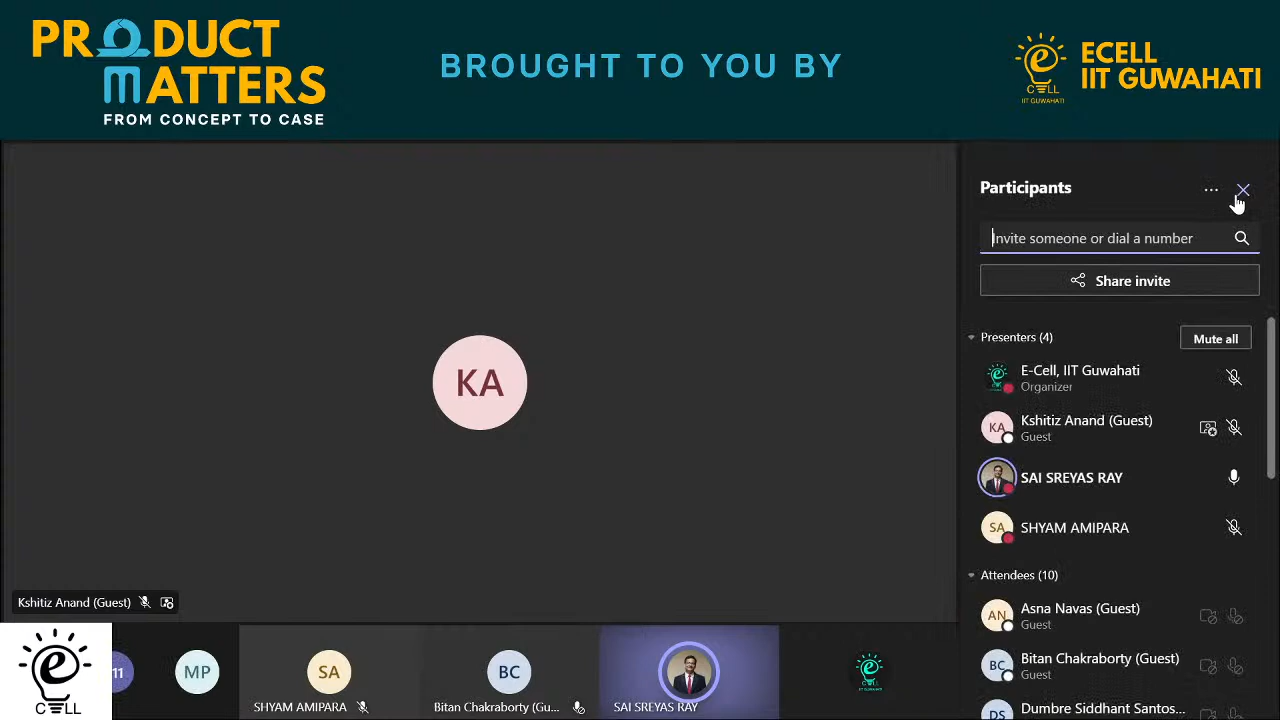 PRODUCT
MATTERS
FROM CONCEPT TO CASE
BROUGHT TO YOU BY
e
CELL
IIT GUWAHATI
ECELL
IIT GUWAHATI
KA
Kshitiz Anand (Guest)
Participants
Invite someone or dial a number
Share invite
Presenters (4)
Mute all
E-Cell, IIT Guwahati
Organizer
KA
Kshitiz Anand (Guest)
Guest
SAI SREYAS RAY
SA
SHYAM AMIPARA
Attendees (10)
AN
Asna Navas (Guest)
Guest
BC
Bitan Chakraborty (Guest)
Guest
DS
Dumbre Siddhant Santos...
e
CELL
11
MP
SA
SHYAM AMIPARA
BC
Bitan Chakraborty (Gu...
SAI SREYAS RAY